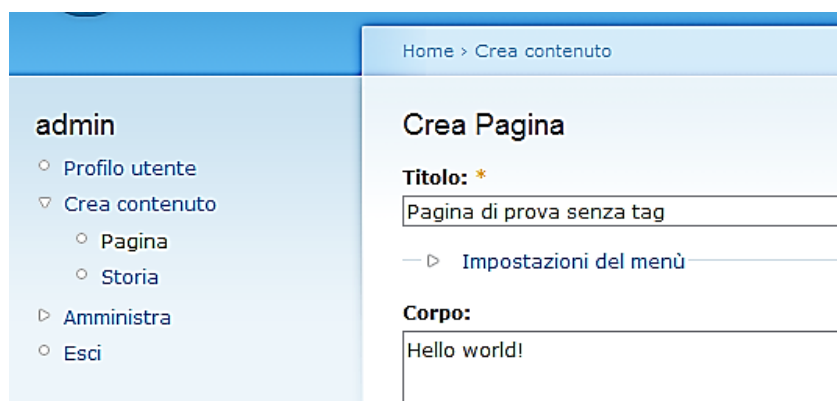 Home › Crea contenuto
admin
Profilo utente
Crea contenuto
Pagina
Storia
Amministra
Esci
Crea Pagina
Titolo: *
Pagina di prova senza tag
Impostazioni del menù
Corpo:
Hello world!